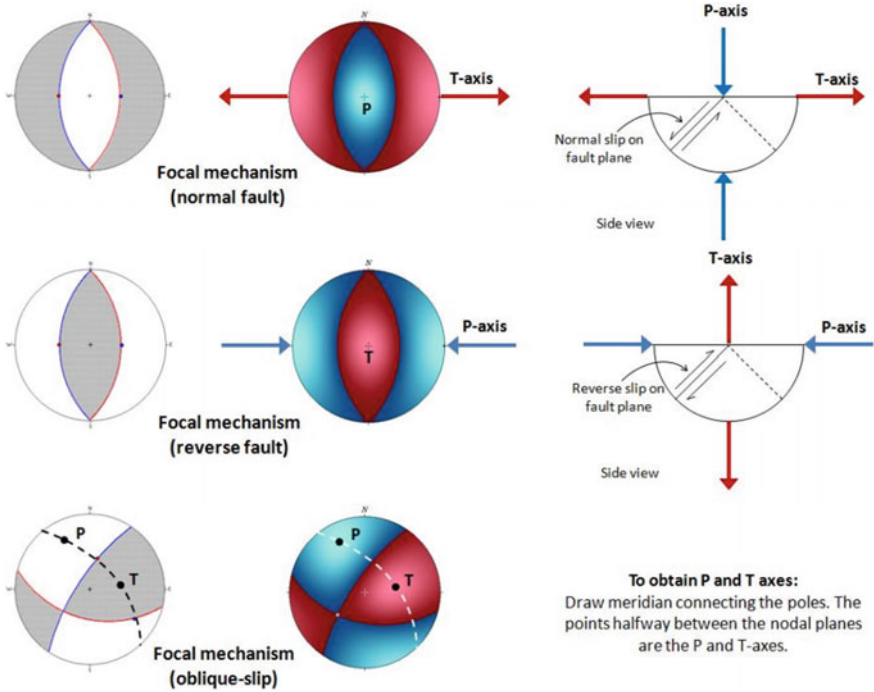 N
W
E
S
N
P
T-axis
Focal mechanism
(normal fault)
P-axis
T-axis
Normal slip on
fault plane
Side view
N
W
E
S
N
T
P-axis
Focal mechanism
(reverse fault)
T-axis
P-axis
Reverse slip on
fault plane
Side view
N
W
E
S
P
T
N
P
T
Focal mechanism
(oblique-slip)
To obtain P and T axes:
Draw meridian connecting the poles. The
points halfway between the nodal planes
are the P and T-axes.